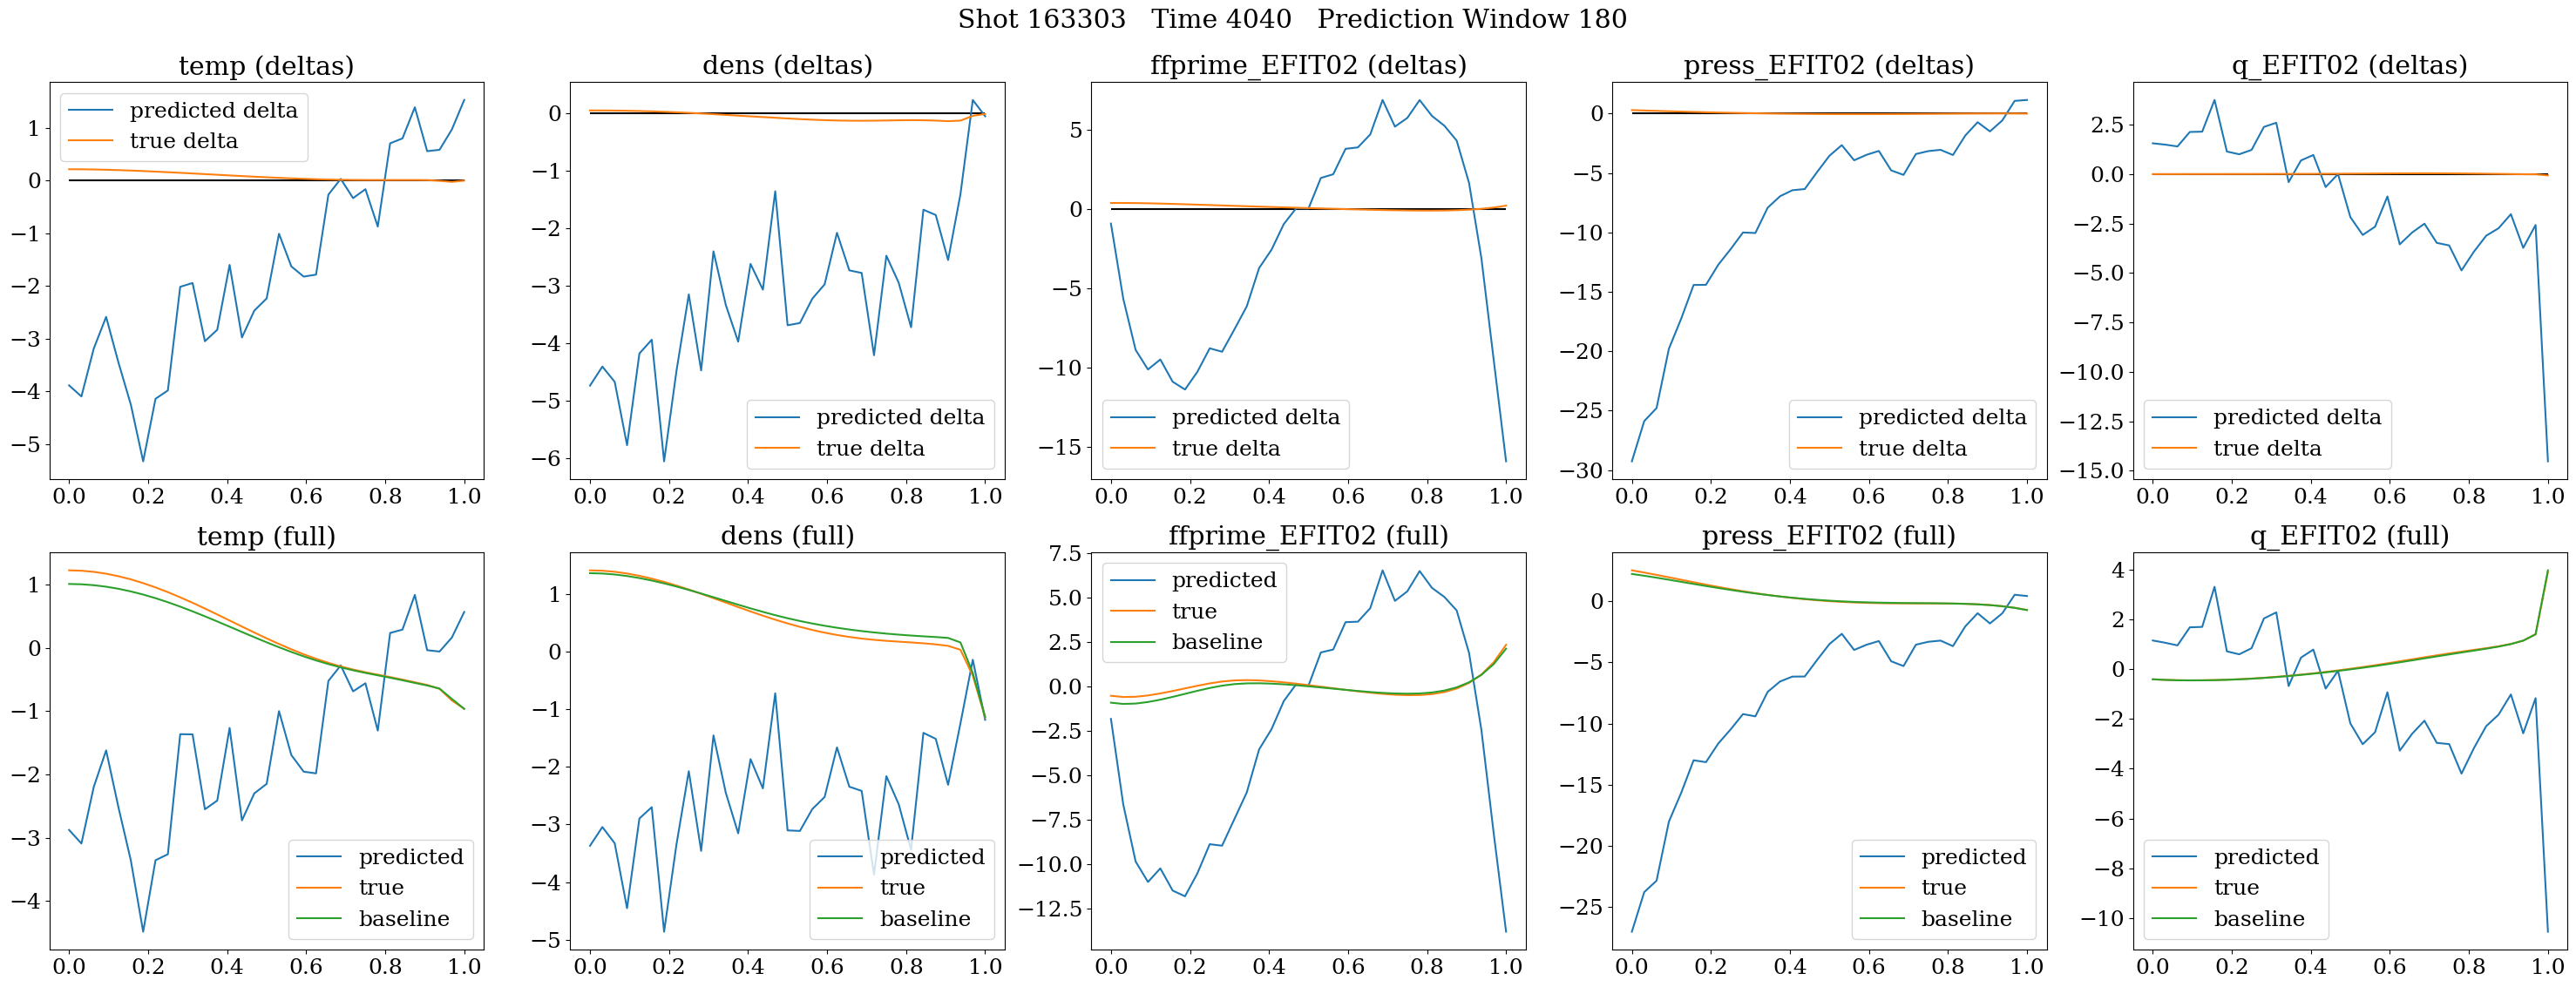 Shot 163303   Time 4040   Prediction Window 180
temp (deltas)
1
0
−1
−2
−3
−4
−5
predicted delta
true delta
0.0 0.2 0.4 0.6 0.8 1.0
dens (deltas)
0
−1
−2
−3
−4
−5
−6
predicted delta
true delta
0.0 0.2 0.4 0.6 0.8 1.0
ffprime_EFIT02 (deltas)
5
0
−5
−10
−15
predicted delta
true delta
0.0 0.2 0.4 0.6 0.8 1.0
press_EFIT02 (deltas)
0
−5
−10
−15
−20
−25
−30
predicted delta
true delta
0.0 0.2 0.4 0.6 0.8 1.0
q_EFIT02 (deltas)
2.5
0.0
−2.5
−5.0
−7.5
−10.0
−12.5
−15.0
predicted delta
true delta
0.0 0.2 0.4 0.6 0.8 1.0
temp (full)
1
0
−1
−2
−3
−4
predicted
true
baseline
0.0 0.2 0.4 0.6 0.8 1.0
dens (full)
1
0
−1
−2
−3
−4
−5
predicted
true
baseline
0.0 0.2 0.4 0.6 0.8 1.0
ffprime_EFIT02 (full)
7.5
5.0
2.5
0.0
−2.5
−5.0
−7.5
−10.0
−12.5
predicted
true
baseline
0.0 0.2 0.4 0.6 0.8 1.0
press_EFIT02 (full)
0
−5
−10
−15
−20
−25
predicted
true
baseline
0.0 0.2 0.4 0.6 0.8 1.0
q_EFIT02 (full)
4
2
0
−2
−4
−6
−8
−10
predicted
true
baseline
0.0 0.2 0.4 0.6 0.8 1.0